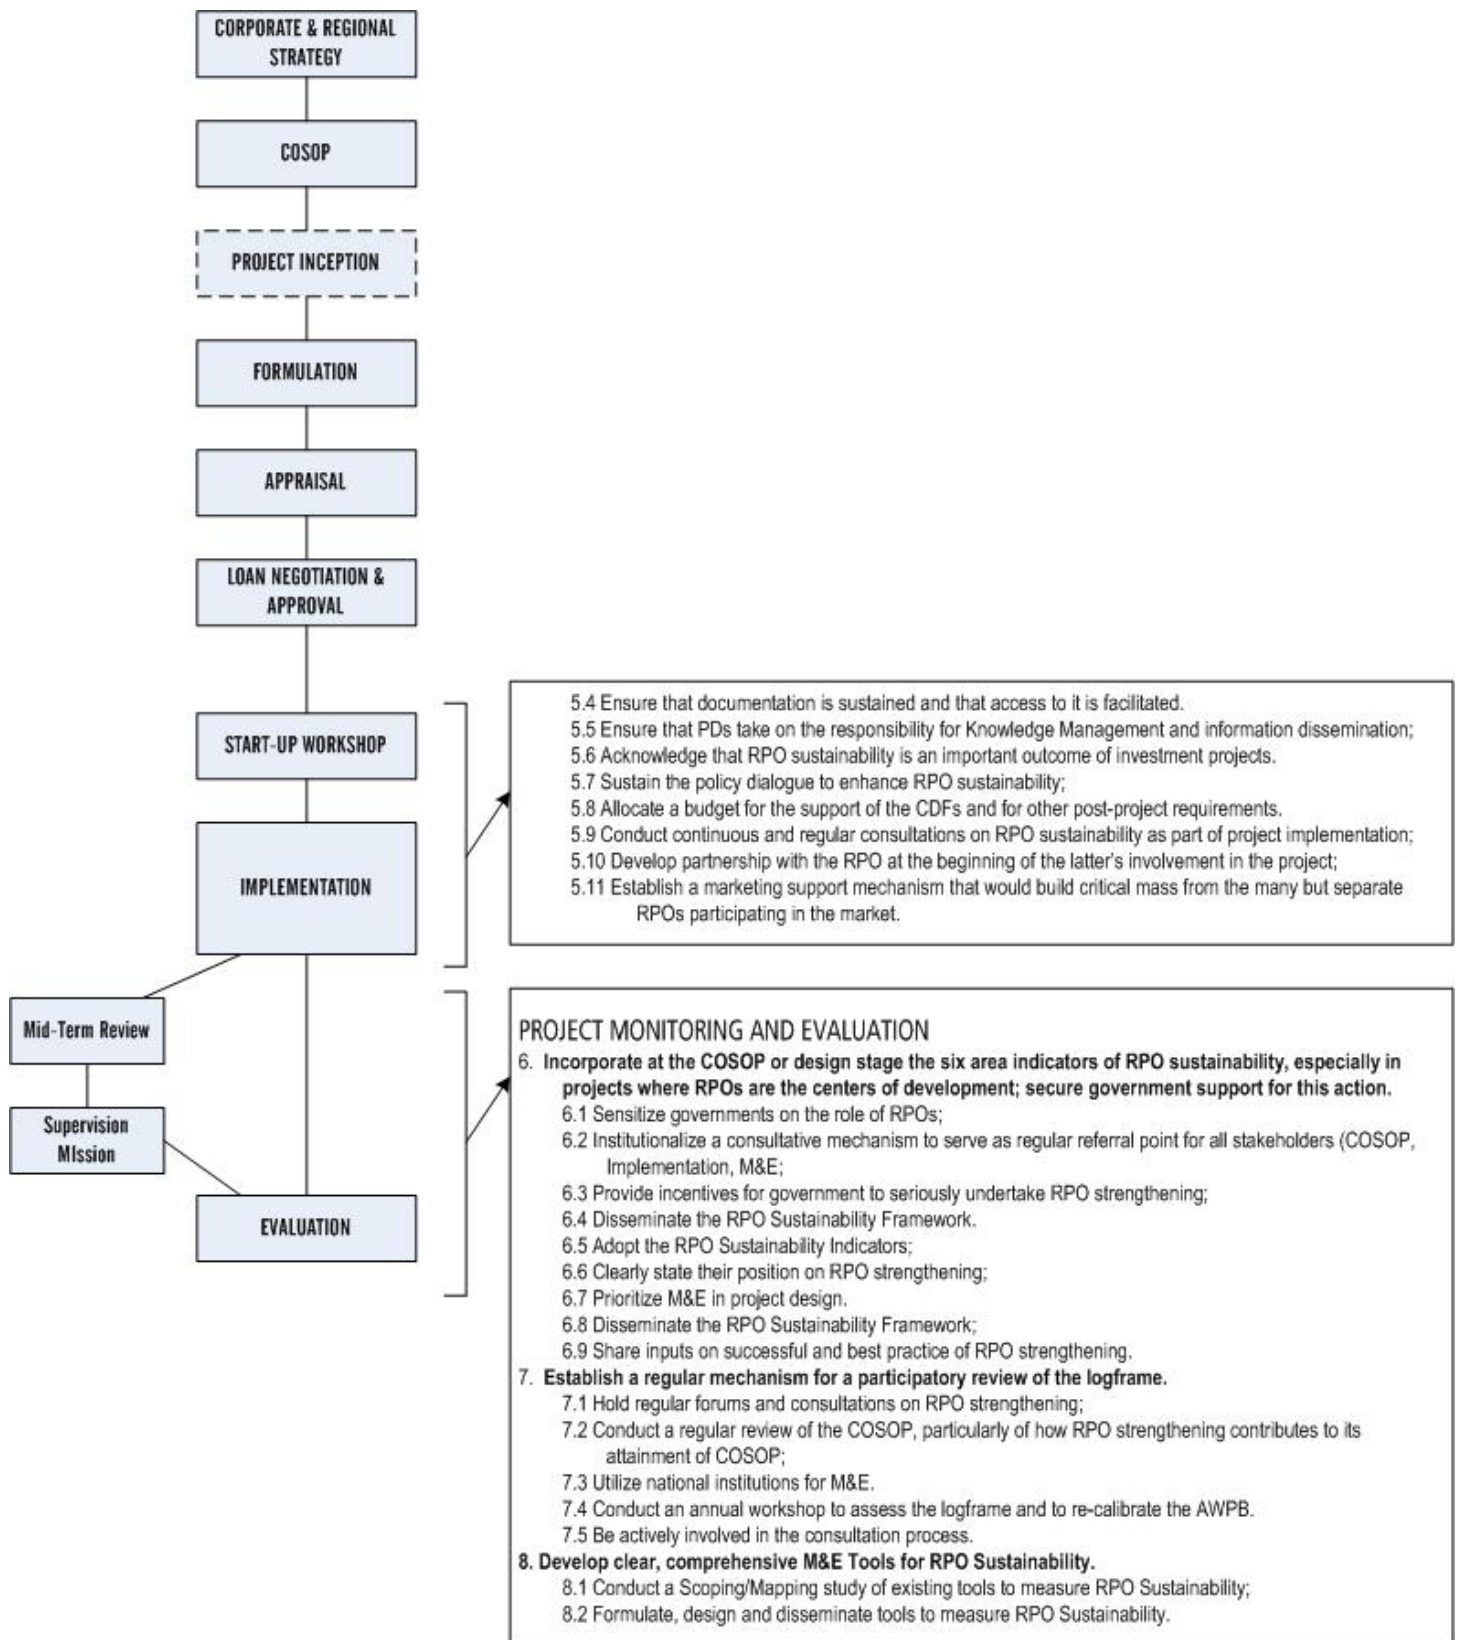 CORPORATE & REGIONAL
STRATEGY
COSOP
PROJECT INCEPTION
FORMULATION
APPRAISAL
LOAN NEGOTIATION &
APPROVAL
START-UP WORKSHOP
IMPLEMENTATION
Mid-Term Review
Supervision
MIssion
EVALUATION
5.4 Ensure that documentation is sustained and that access to it is facilitated.
5.5 Ensure that PDs take on the responsibility for Knowledge Management and information dissemination;
5.6 Acknowledge that RPO sustainability is an important outcome of investment projects.
5.7 Sustain the policy dialogue to enhance RPO sustainability;
5.8 Allocate a budget for the support of the CDFs and for other post-project requirements.
5.9 Conduct continuous and regular consultations on RPO sustainability as part of project implementation;
5.10 Develop partnership with the RPO at the beginning of the latter's involvement in the project;
5.11 Establish a marketing support mechanism that would build critical mass from the many but separate
RPOs participating in the market.
PROJECT MONITORING AND EVALUATION
6. Incorporate at the COSOP or design stage the six area indicators of RPO sustainability, especially in
projects where RPOs are the centers of development; secure government support for this action.
6.1 Sensitize governments on the role of RPOs;
6.2 Institutionalize a consultative mechanism to serve as regular referral point for all stakeholders (COSOP,
Implementation, M&E;
6.3 Provide incentives for government to seriously undertake RPO strengthening;
6.4 Disseminate the RPO Sustainability Framework.
6.5 Adopt the RPO Sustainability Indicators;
6.6 Clearly state their position on RPO strengthening;
6.7 Prioritize M&E in project design.
6.8 Disseminate the RPO Sustainability Framework;
6.9 Share inputs on successful and best practice of RPO strengthening.
7. Establish a regular mechanism for a participatory review of the logframe.
7.1 Hold regular forums and consultations on RPO strengthening;
7.2 Conduct a regular review of the COSOP, particularly of how RPO strengthening contributes to its
attainment of COSOP;
7.3 Utilize national institutions for M&E.
7.4 Conduct an annual workshop to assess the logframe and to re-calibrate the AWPB.
7.5 Be actively involved in the consultation process.
8. Develop clear, comprehensive M&E Tools for RPO Sustainability.
8.1 Conduct a Scoping/Mapping study of existing tools to measure RPO Sustainability;
8.2 Formulate, design and disseminate tools to measure RPO Sustainability.